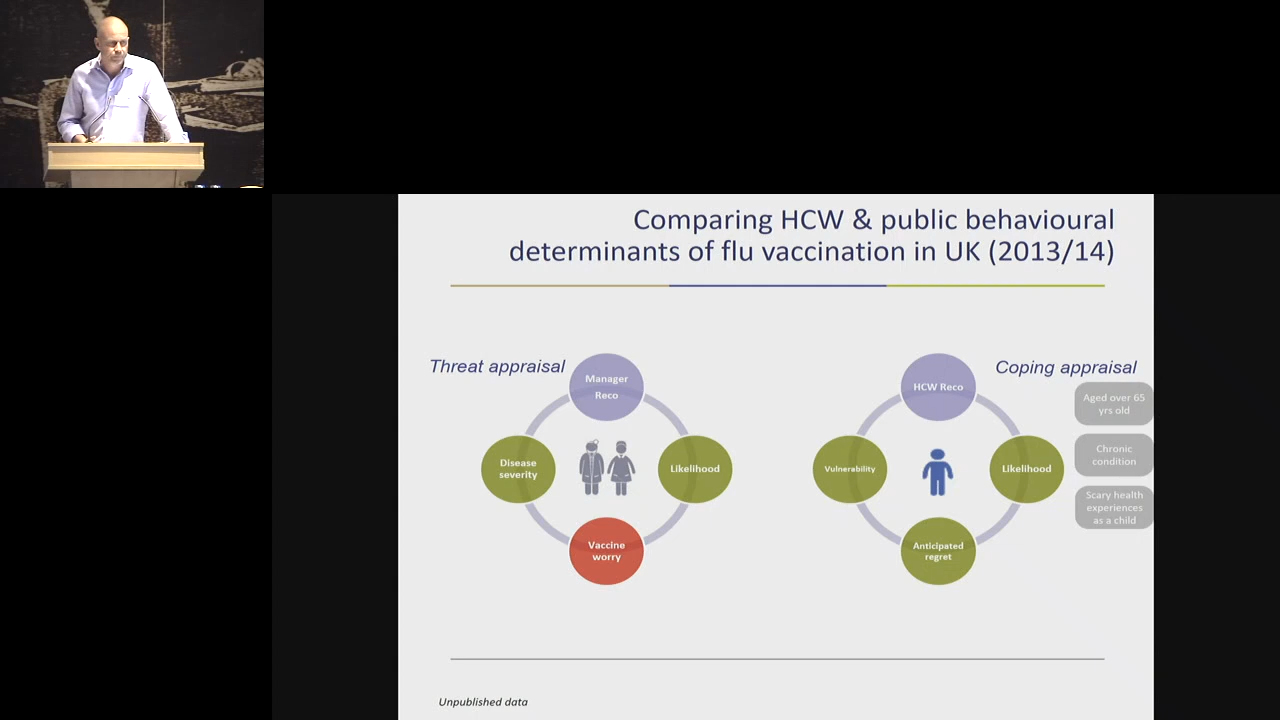 Comparing HCW & public behavioural
determinants of flu vaccination in UK (2013/14)
Threat appraisal
Manager
Reco
Disease
severity
Likelihood
Vaccine
worry
Coping appraisal
HCW Reco
Vulnerability
Likelihood
Anticipated
regret
Aged over 65
yrs old
Chronic
condition
Scary health
experiences
as a child
Unpublished data